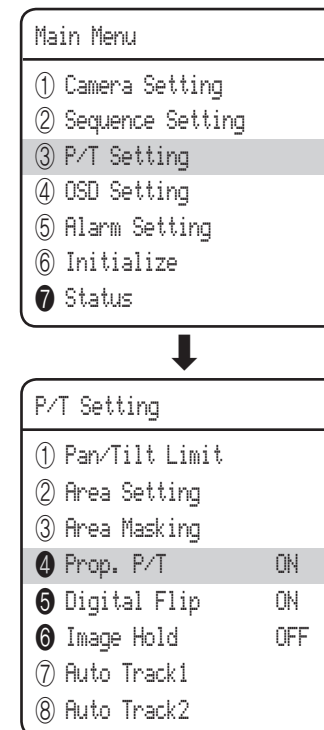 Main Menu
① Camera Setting
② Sequence Setting
③ P/T Setting
④ OSD Setting
⑤ Alarm Setting
⑥ Initialize
❼ Status
P/T Setting
① Pan/Tilt Limit
② Area Setting
③ Area Masking
❹ Prop. P/T ON
❺ Digital Flip ON
❻ Image Hold OFF
⑦ Auto Track1
⑧ Auto Track2